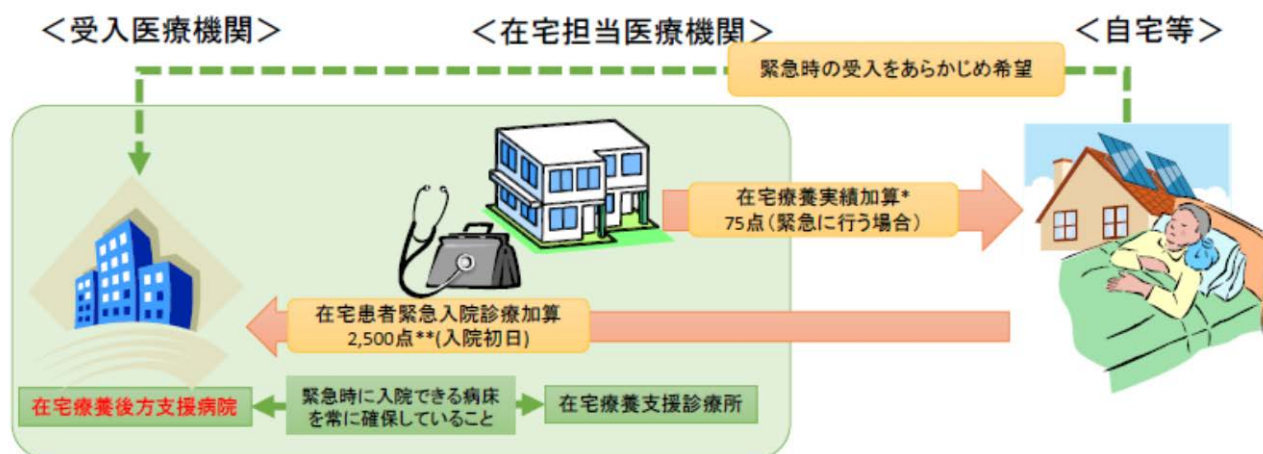 ＜受入医療機関＞
＜在宅担当医療機関＞
＜自宅等＞
緊急時の受入をあらかじめ希望
在宅療養実績加算*
75点（緊急に行う場合）
在宅患者緊急入院診療加算
2,500点**(入院初日)
在宅療養後方支援病院
緊急時に入院できる病床
を常に確保していること
在宅療養支援診療所